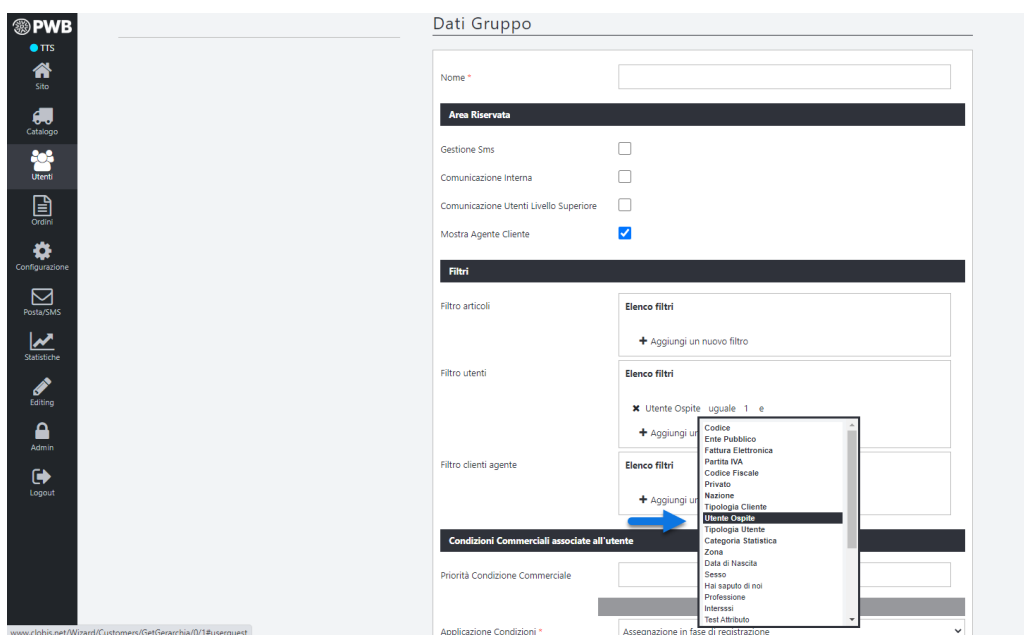 PWB
TTS
Sito
Catalogo
Utenti
Ordini
Configurazione
Posta/SMS
Statistiche
Editing
Admin
Logout
Dati Gruppo
Nome *
Area Riservata
Gestione Sms
Comunicazione Interna
Comunicazione Utenti Livello Superiore
Mostra Agente Cliente
Filtri
Filtro articoli
Elenco filtri
+ Aggiungi un nuovo filtro
Filtro utenti
Elenco filtri
Utente Ospite uguale 1 e
+ Aggiungi un
Filtro clienti agente
Elenco filtri
+ Aggiungi un
Codice
Ente Pubblico
Fattura Elettronica
Partita IVA
Codice Fiscale
Privato
Nazione
Tipologia Cliente
Utente Ospite
Tipologia Utente
Categoria Statistica
Zona
Data di Nascita
Sesso
Hai saputo di noi
Professione
Interssi
Test Attributo
Condizioni Commerciali associate all'utente
Priorità Condizione Commerciale
Applicazione Condizioni *
Assegnazione in fase di registrazione
www.clobis.net/Wizard/Customers/GetGerarchia/0/1#userguest